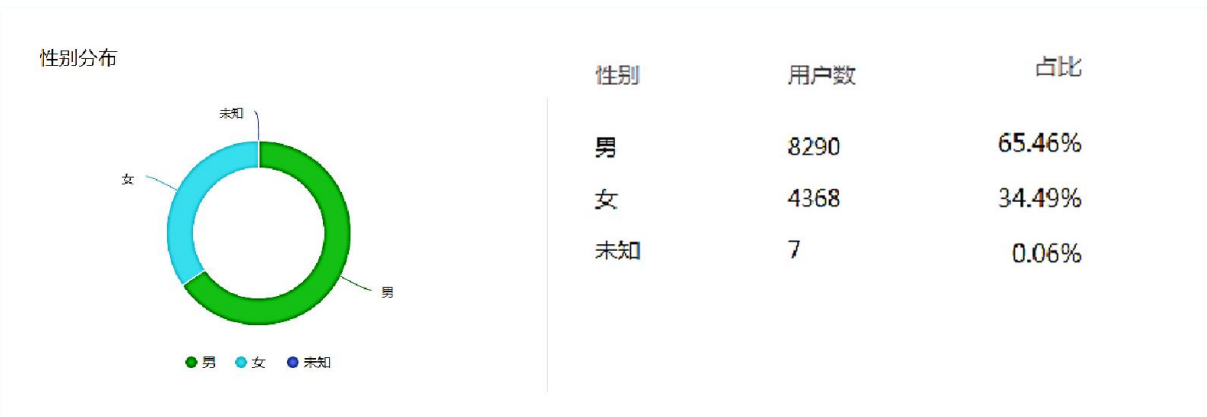 性别分布
未知
女
男
男 女 未知
性别 用户数 占比
男 8290 65.46%
女 4368 34.49%
未知 7 0.06%